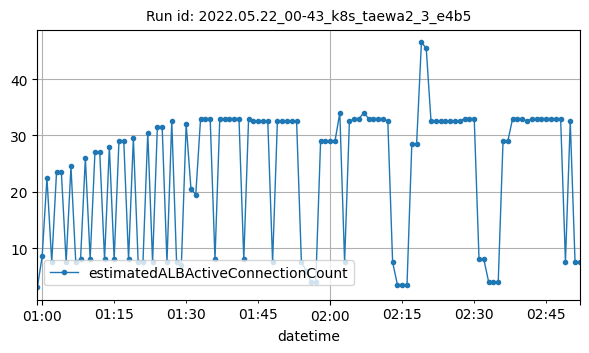 Run id: 2022.05.22_00-43_k8s_taewa2_3_e4b5
40
30
20
10
estimatedALBActiveConnectionCount
01:00 01:15 01:30 01:45 02:00 02:15 02:30 02:45
datetime